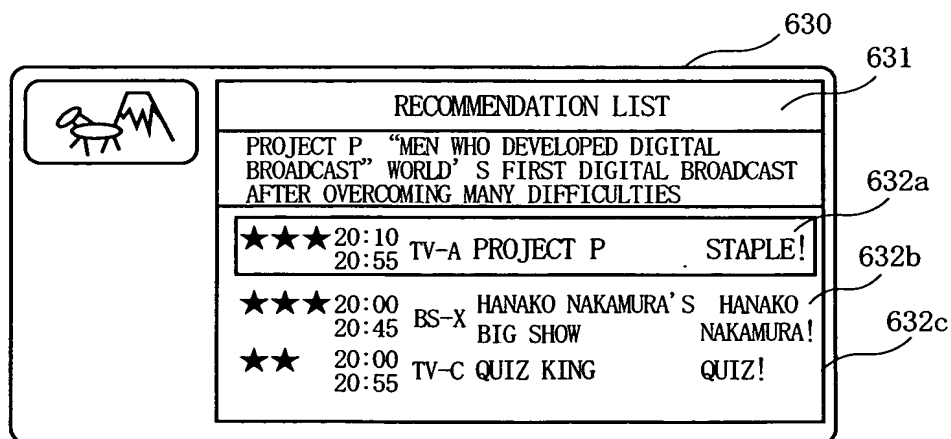 630
631
RECOMMENDATION LIST
PROJECT P “MEN WHO DEVELOPED DIGITAL
BROADCAST” WORLD' S FIRST DIGITAL BROADCAST
AFTER OVERCOMING MANY DIFFICULTIES
632a
★★★ 20:10 TV-A PROJECT P STAPLE!
20:55
632b
★★★ 20:00 BS-X HANAKO NAKAMURA'S HANAKO
20:45 BIG SHOW NAKAMURA!
632c
★★ 20:00 TV-C QUIZ KING QUIZ!
20:55